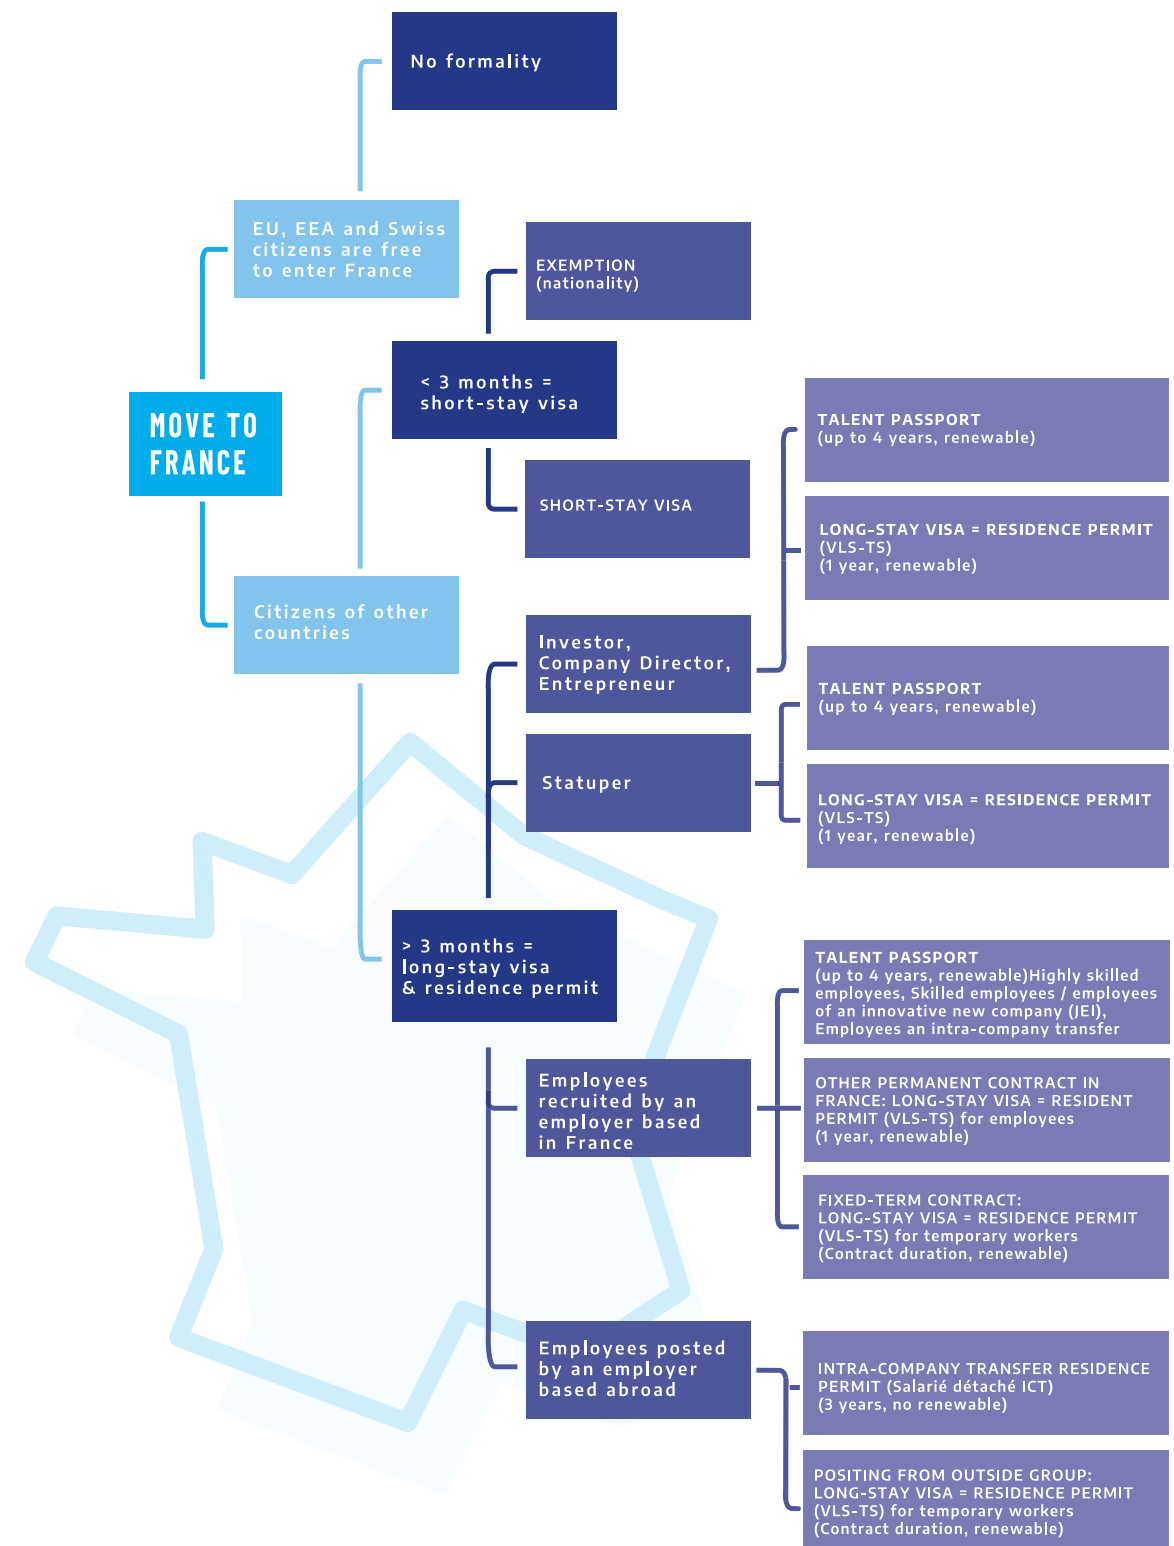 No formality
EU, EEA and Swiss
citizens are free
to enter France
EXEMPTION
(nationality)
< 3 months =
short-stay visa
MOVE TO
FRANCE
TALENT PASSPORT
(up to 4 years, renewable)
SHORT-STAY VISA
LONG-STAY VISA = RESIDENCE PERMIT
(VLS-TS)
(1 year, renewable)
Citizens of other
countries
Investor,
Company Director,
Entrepreneur
TALENT PASSPORT
(up to 4 years, renewable)
Statuper
LONG-STAY VISA = RESIDENCE PERMIT
(VLS-TS)
(1 year, renewable)
> 3 months =
long-stay visa
& residence permit
TALENT PASSPORT
(up to 4 years, renewable)Highly skilled
employees, Skilled employees / employees
of an innovative new company (JEI),
Employees an intra-company transfer
Employees
recruited by an
employer based
in France
OTHER PERMANENT CONTRACT IN
FRANCE: LONG-STAY VISA = RESIDENT
PERMIT (VLS-TS) for employees
(1 year, renewable)
FIXED-TERM CONTRACT:
LONG-STAY VISA = RESIDENCE PERMIT
(VLS-TS) for temporary workers
(Contract duration, renewable)
Employees posted
by an employer
based abroad
INTRA-COMPANY TRANSFER RESIDENCE
PERMIT (Salarié détaché ICT)
(3 years, no renewable)
POSITING FROM OUTSIDE GROUP:
LONG-STAY VISA = RESIDENCE PERMIT
(VLS-TS) for temporary workers
(Contract duration, renewable)